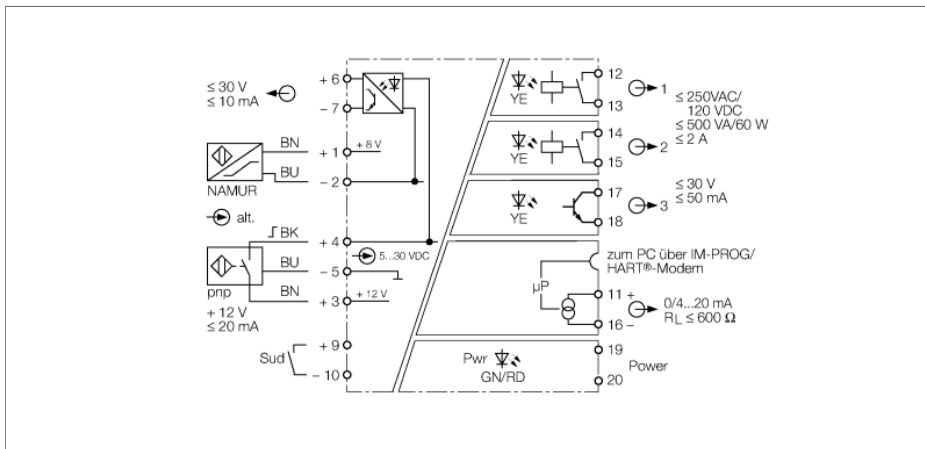 ≤ 30 V
≤ 10 mA
+ 6
– 7
BN
+ 1
+ 8 V
BU
– 2
NAMUR
alt.
BK
+ 4
5...30 VDC
BU
– 5
pnp
BN
+ 3
+ 12 V
+ 12 V
≤ 20 mA
Sud
+ 9
– 10
YE
12
13
1
≤ 250VAC/
120 VDC
≤ 500 VA/60 W
≤ 2 A
YE
14
15
2
YE
17
18
3
≤ 30 V
≤ 50 mA
zum PC über IM-PROG/
HART®-Modem
µP
11 +
16 –
0/4...20 mA
RL ≤ 600 Ω
Pwr
GN/RD
19
20
Power